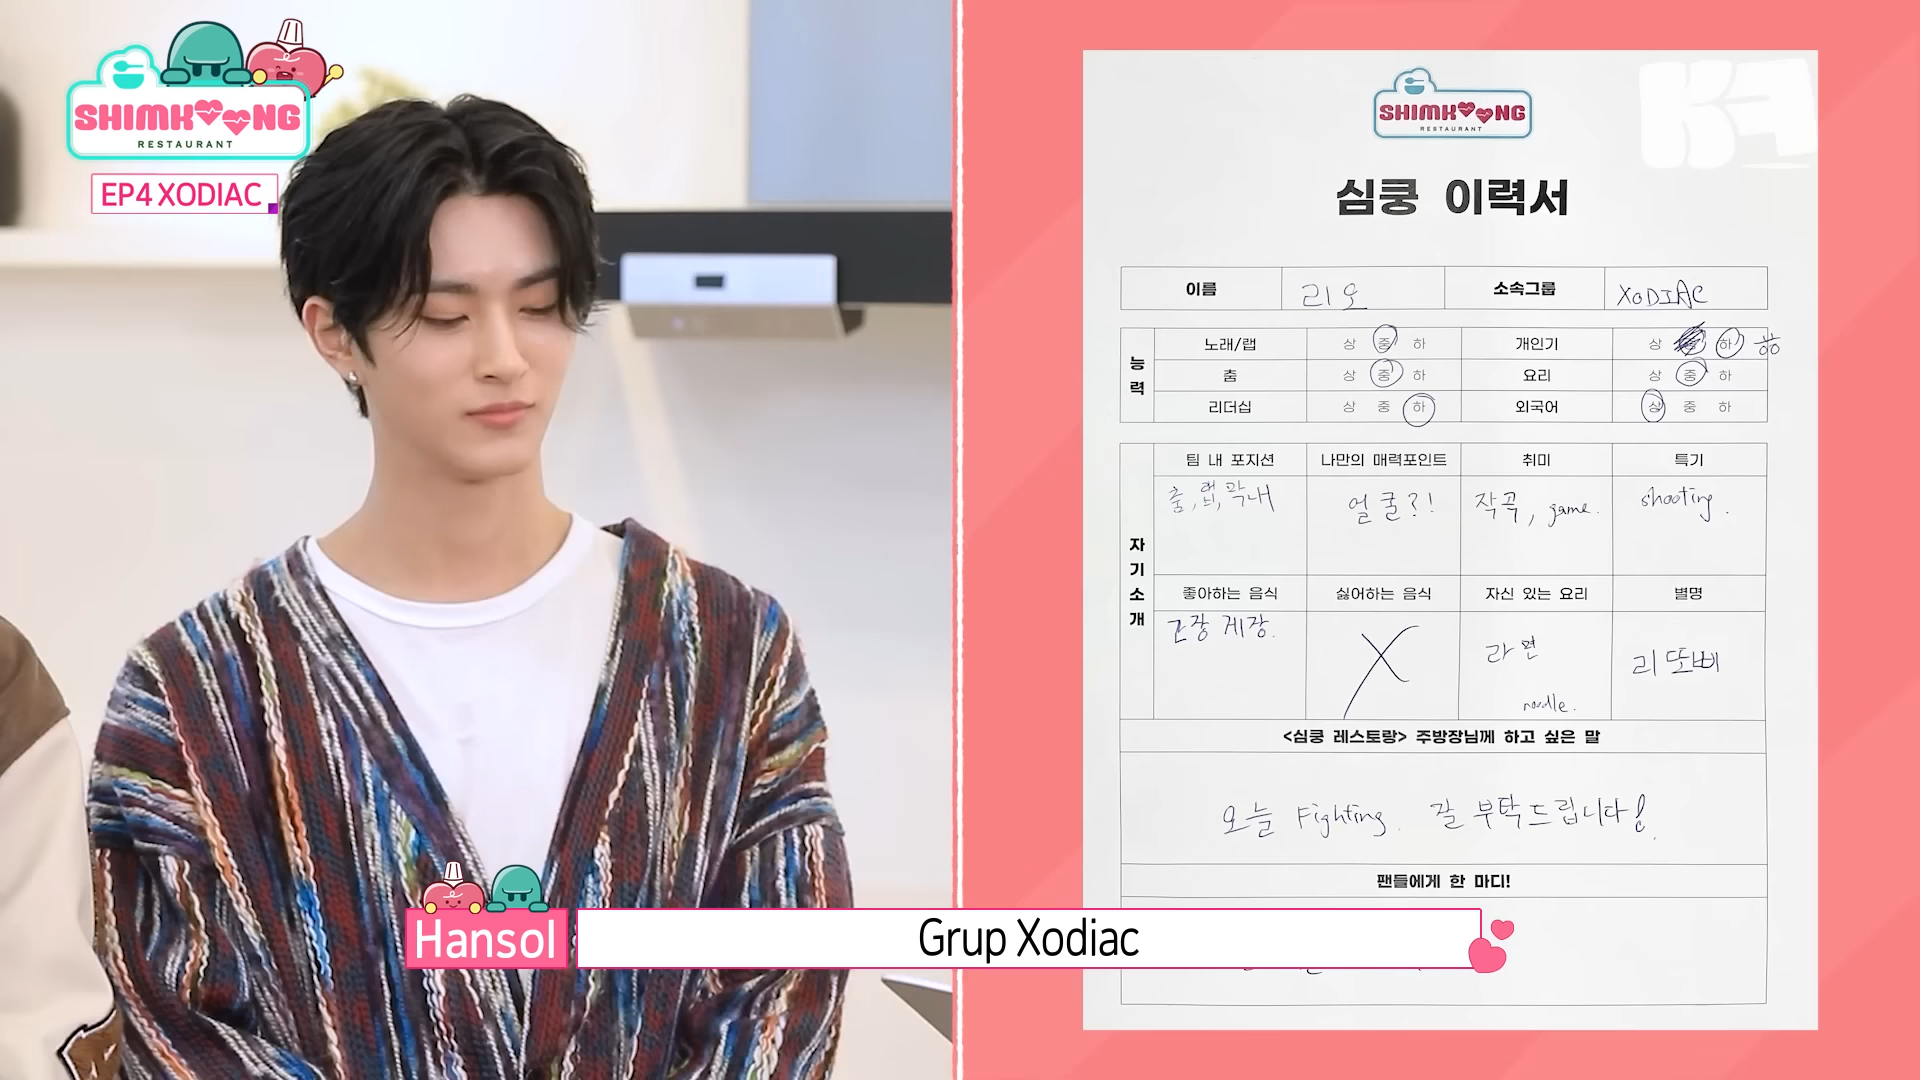 SHIMKOONG
RESTAURANT
EP4 XODIAC
SHIMKOONG
RESTAURANT
심쿵 이력서
이름 리오 소속그룹 XODIAC
능력
노래/랩 상 중 하 개인기 상 하
춤 상 중 하 요리 상 중 하
리더십 상 중 하 외국어 상 중 하
자기소개
팀 내 포지션 나만의 매력포인트 취미 특기
춤, 랩, 막내 얼굴?! 작곡, game. shooting.
좋아하는 음식 싫어하는 음식 자신 있는 요리 별명
간장 게장. X 라면 리또삐
noodle.
<심쿵 레스토랑> 주방장님께 하고 싶은 말
오늘 Fighting. 잘 부탁드립니다!
팬들에게 한 마디!
Hansol Grup Xodiac